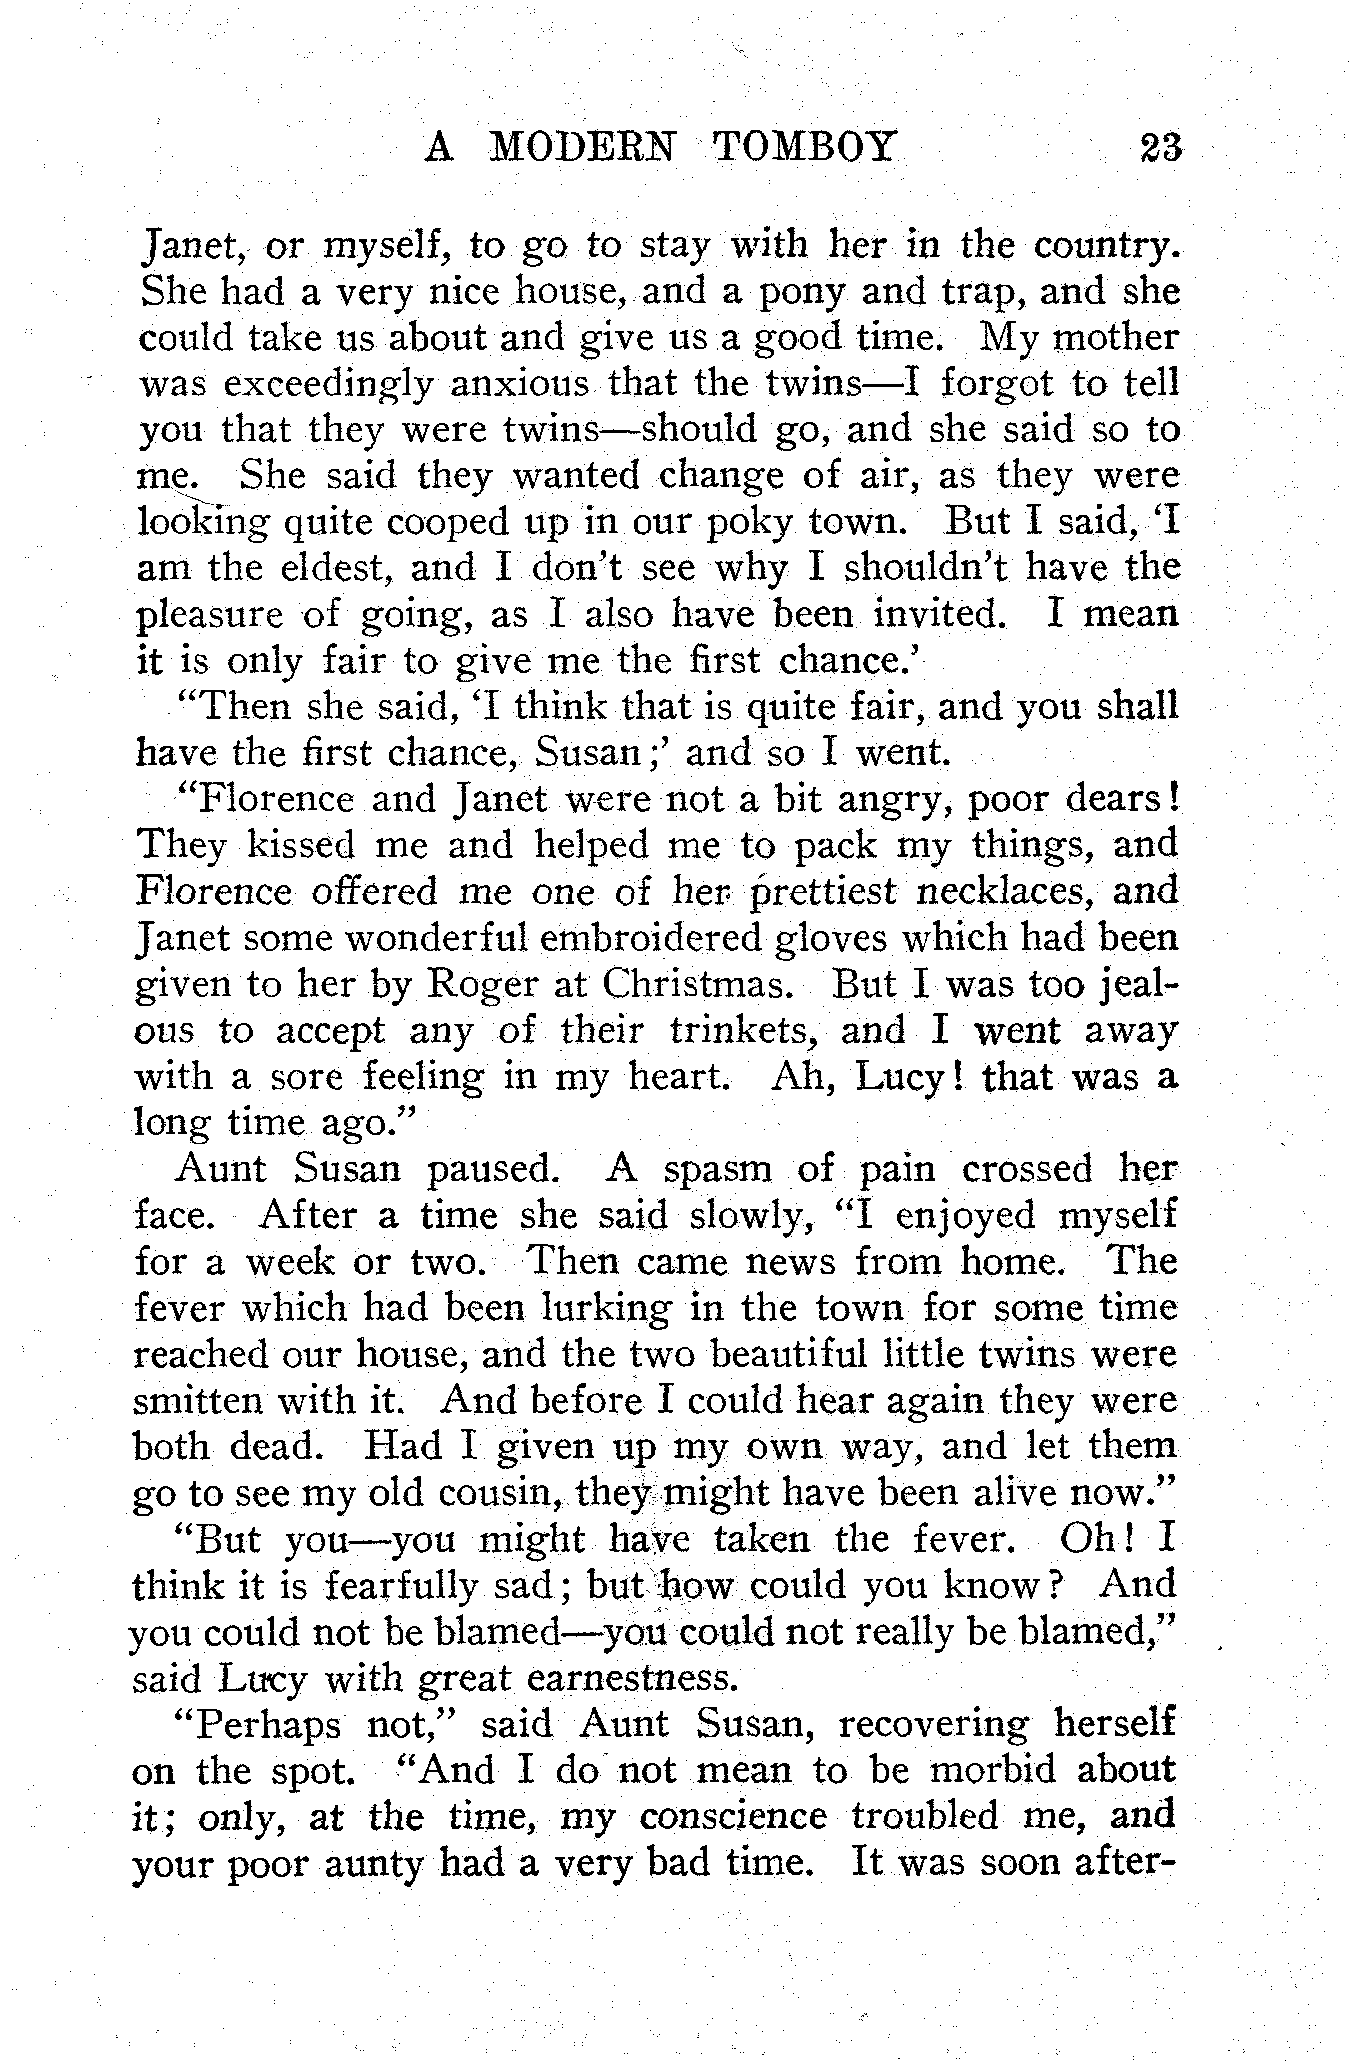 A MODERN TOMBOY 23
Janet, or myself, to go to stay with her in the country.
She had a very nice house, and a pony and trap, and she
could take us about and give us a good time. My mother
was exceedingly anxious that the twins—I forgot to tell
you that they were twins—should go, and she said so to
me. She said they wanted change of air, as they were
looking quite cooped up in our poky town. But I said, ‘I
am the eldest, and I don’t see why I shouldn’t have the
pleasure of going, as I also have been invited. I mean
it is only fair to give me the first chance.’
“Then she said, ‘I think that is quite fair, and you shall
have the first chance, Susan;’ and so I went.
“Florence and Janet were not a bit angry, poor dears!
They kissed me and helped me to pack my things, and
Florence offered me one of her prettiest necklaces, and
Janet some wonderful embroidered gloves which had been
given to her by Roger at Christmas. But I was too jeal-
ous to accept any of their trinkets, and I went away
with a sore feeling in my heart. Ah, Lucy! that was a
long time ago.”
Aunt Susan paused. A spasm of pain crossed her
face. After a time she said slowly, “I enjoyed myself
for a week or two. Then came news from home. The
fever which had been lurking in the town for some time
reached our house, and the two beautiful little twins were
smitten with it. And before I could hear again they were
both dead. Had I given up my own way, and let them
go to see my old cousin, they might have been alive now.”
“But you—you might have taken the fever. Oh! I
think it is fearfully sad; but how could you know? And
you could not be blamed—you could not really be blamed,”
said Lucy with great earnestness.
“Perhaps not,” said Aunt Susan, recovering herself
on the spot. “And I do not mean to be morbid about
it; only, at the time, my conscience troubled me, and
your poor aunty had a very bad time. It was soon after-